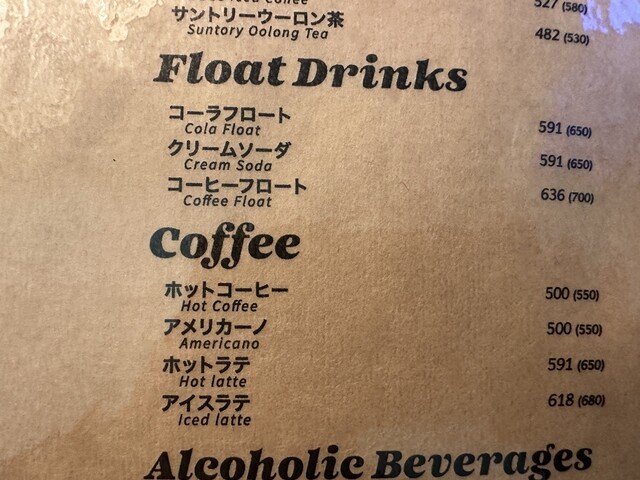 527 (580)
サントリーウーロン茶
Suntory Oolong Tea 482 (530)
Float Drinks
コーラフロート
Cola Float 591 (650)
クリームソーダ
Cream Soda 591 (650)
コーヒーフロート
Coffee Float 636 (700)
Coffee
ホットコーヒー
Hot Coffee 500 (550)
アメリカーノ
Americano 500 (550)
ホットラテ
Hot latte 591 (650)
アイスラテ
Iced latte 618 (680)
Alcoholic Beverages